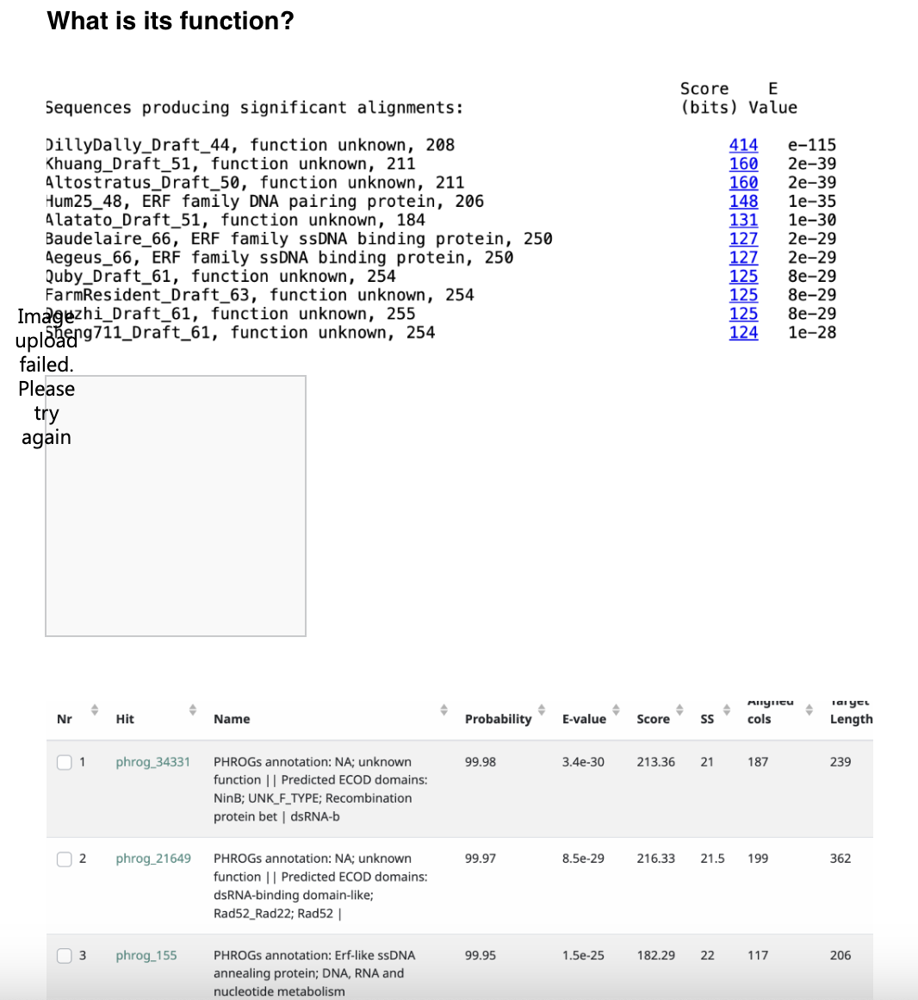 What is its function?
Score E
Sequences producing significant alignments: (bits) Value
DillyDally_Draft_44, function unknown, 208 414 e-115
Khuang_Draft_51, function unknown, 211 160 2e-39
Altostratus_Draft_50, function unknown, 211 160 2e-39
Hum25_48, ERF family DNA pairing protein, 206 148 1e-35
Alatato_Draft_51, function unknown, 184 131 1e-30
Baudelaire_66, ERF family ssDNA binding protein, 250 127 2e-29
Aegeus_66, ERF family ssDNA binding protein, 250 127 2e-29
Quby_Draft_61, function unknown, 254 125 8e-29
FarmResident_Draft_63, function unknown, 254 125 8e-29
Douzhi_Draft_61, function unknown, 255 125 8e-29
Sheng711_Draft_61, function unknown, 254 124 1e-28
Image
upload
failed.
Please
try
again
Aligned Target
Nr Hit Name Probability E-value Score SS cols Length
1 phrog_34331 PHROGs annotation: NA; unknown 99.98 3.4e-30 213.36 21 187 239
function || Predicted ECOD domains:
NinB; UNK_F_TYPE; Recombination
protein bet | dsRNA-b
2 phrog_21649 PHROGs annotation: NA; unknown 99.97 8.5e-29 216.33 21.5 199 362
function || Predicted ECOD domains:
dsRNA-binding domain-like;
Rad52_Rad22; Rad52 |
3 phrog_155 PHROGs annotation: Erf-like ssDNA 99.95 1.5e-25 182.29 22 117 206
annealing protein; DNA, RNA and
nucleotide metabolism